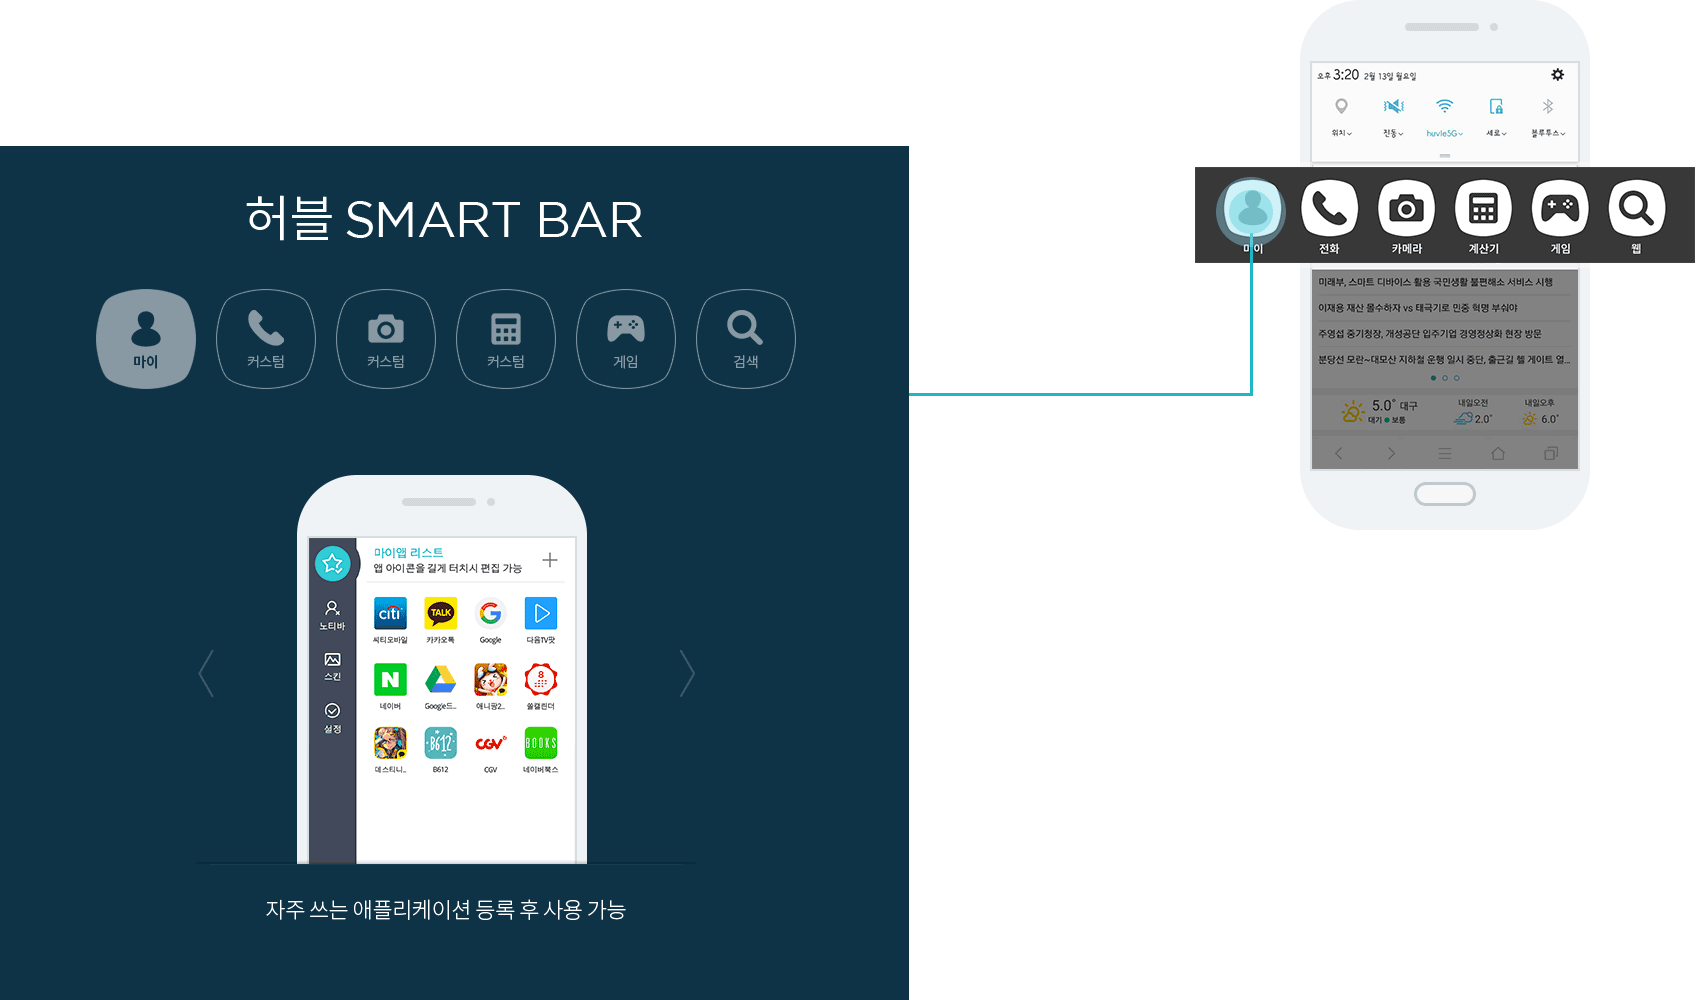 허블 SMART BAR
마이
커스텀
커스텀
커스텀
게임
검색
마이앱 리스트
앱 아이콘을 길게 터치시 편집 가능
노티바
스킨
설정
citi
TALK
씨티모바일
카카오톡
Google
다음TV팟
N
8
네이버
Google드..
애니팡2..
쏠캘린더
B612
CGV
BOOKS
데스티니..
B612
CGV
네이버북스
자주 쓰는 애플리케이션 등록 후 사용 가능
오후 3:20 2월 13일 월요일
위치
진동
huvle5G
세로
블루투스
마이
전화
카메라
계산기
게임
웹
미래부, 스마트 디바이스 활용 국민생활 불편해소 서비스 시행
이재용 재산 몰수하자 vs 태극기로 민중 혁명 부숴야
주영섭 중기청장, 개성공단 입주기업 경영정상화 현장 방문
분당선 모란~대모산 지하철 운행 일시 중단, 출근길 헬 게이트 열...
5.0° 대구
대기 보통
내일오전
2.0°
내일오후
6.0°